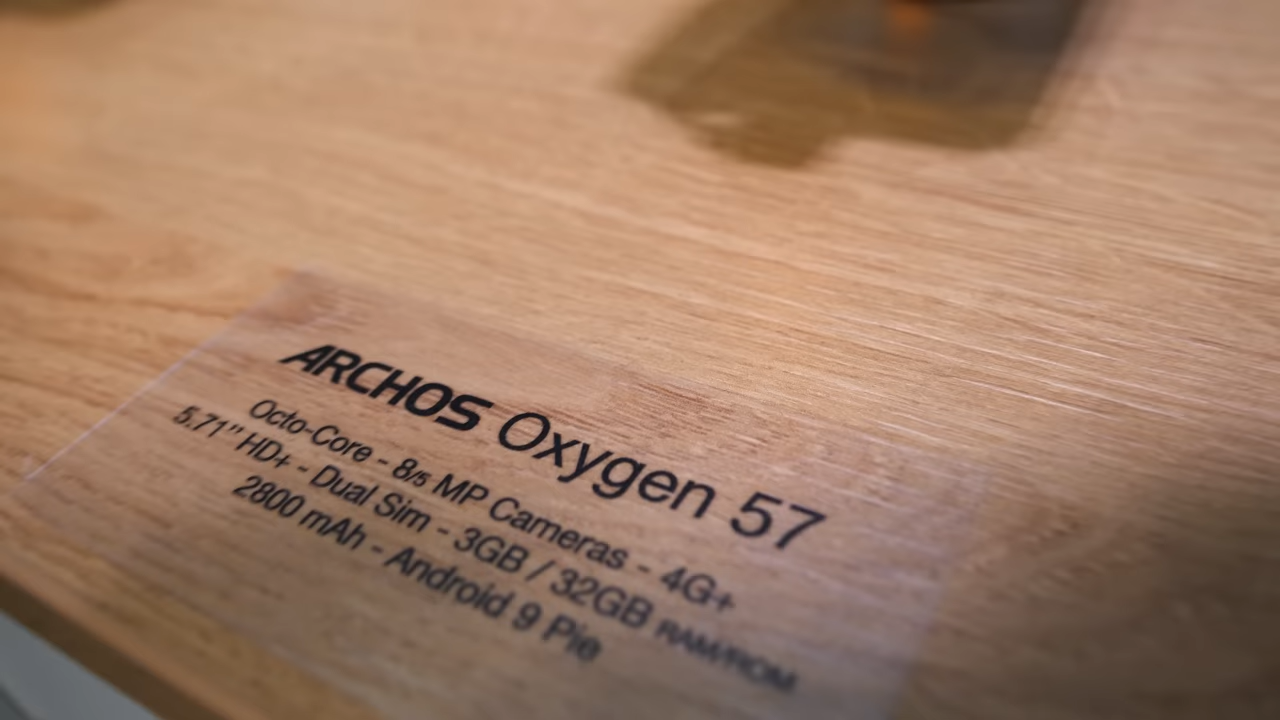 ARCHOS Oxygen 57
Octo-Core - 8/5 MP Cameras - 4G+
5.71’’ HD+ - Dual Sim - 3GB / 32GB RAM/ROM
2800 mAh - Android 9 Pie